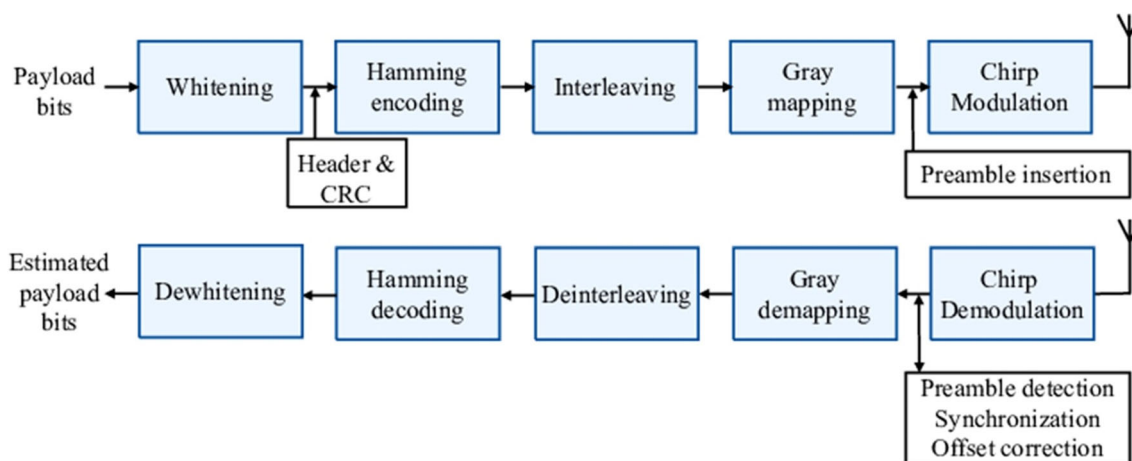 Payload
bits
Whitening
Hamming
encoding
Interleaving
Gray
mapping
Chirp
Modulation
Header &
CRC
Preamble insertion
Estimated
payload
bits
Dewhitening
Hamming
decoding
Deinterleaving
Gray
demapping
Chirp
Demodulation
Preamble detection
Synchronization
Offset correction